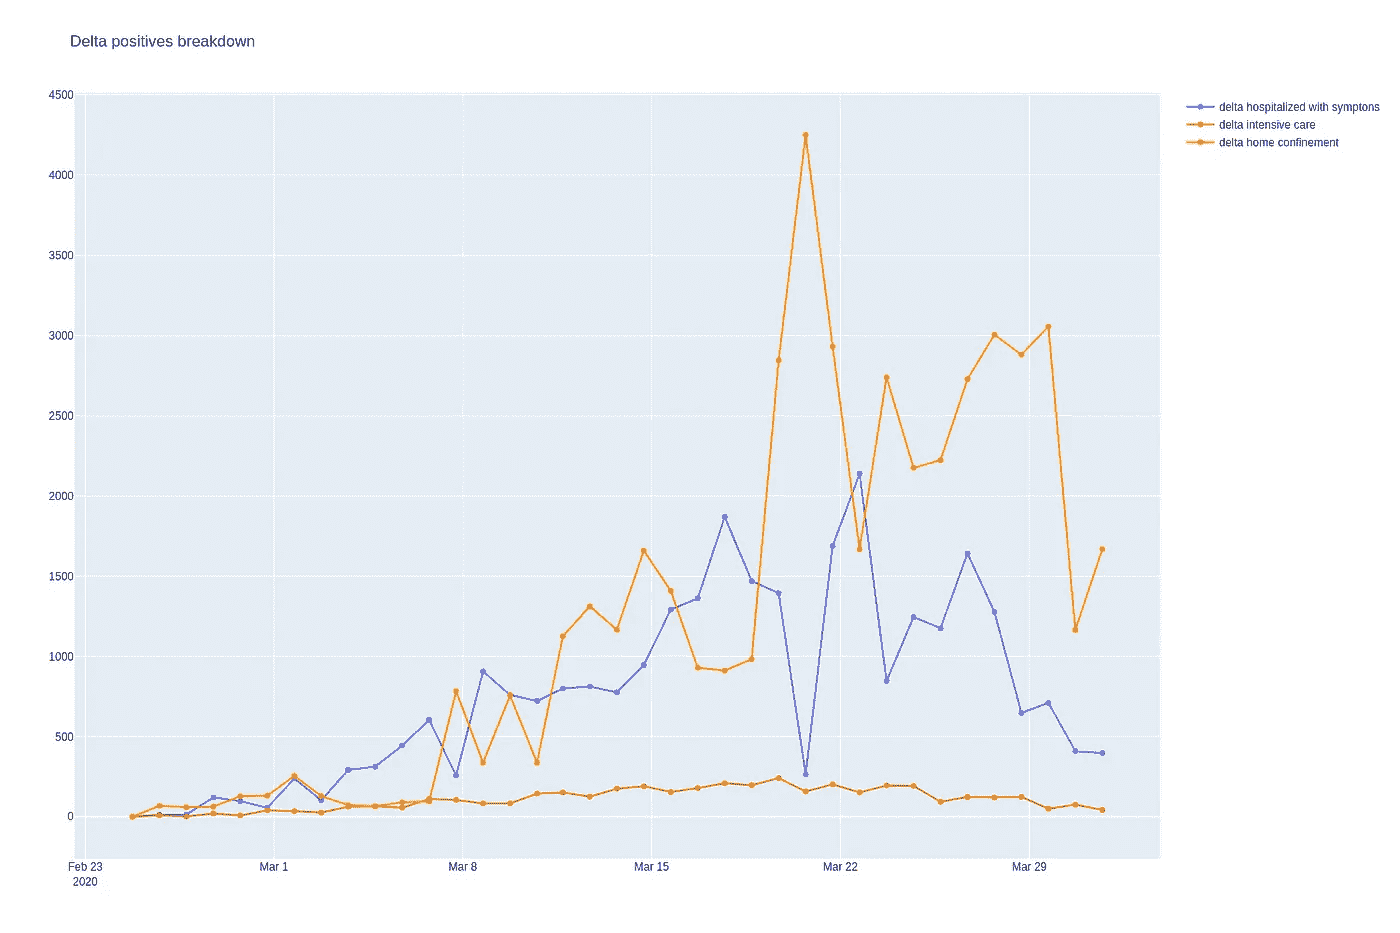 Delta positives breakdown
4500
4000
3500
3000
2500
2000
1500
1000
500
0
Feb 23
2020
Mar 1
Mar 8
Mar 15
Mar 22
Mar 29
delta hospitalized with symptons
delta intensive care
delta home confinement